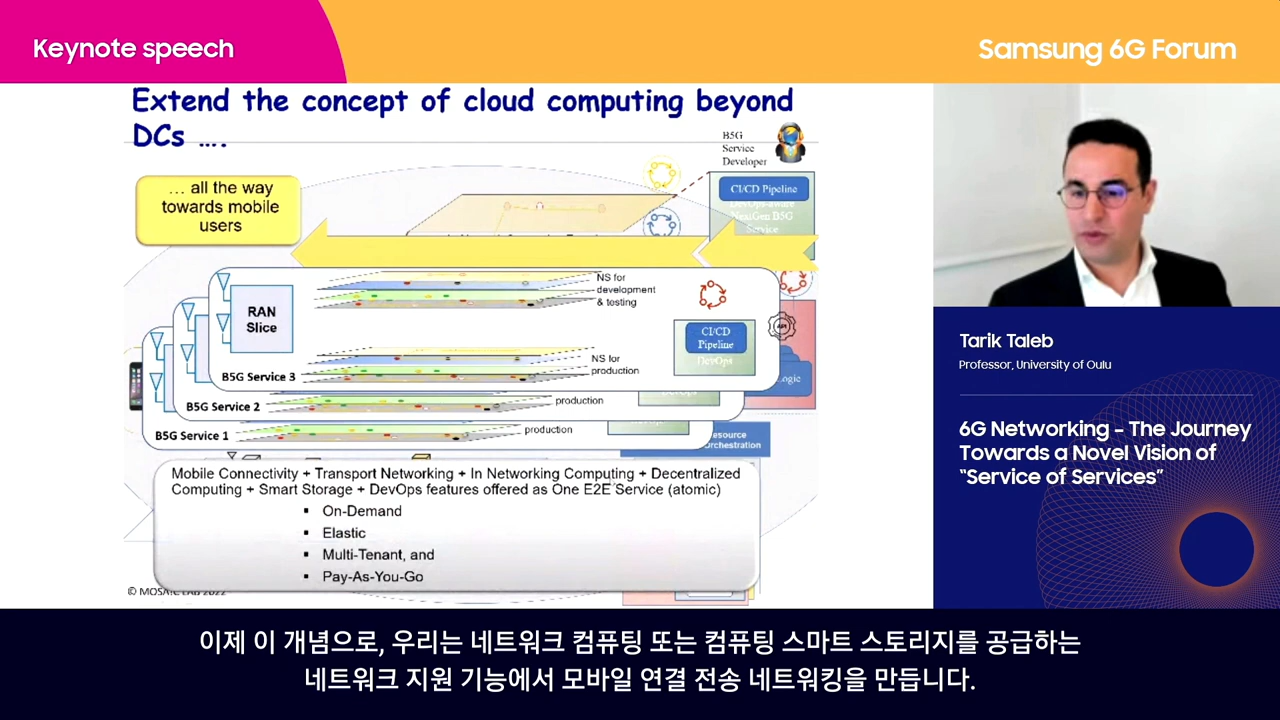 Keynote speech
Samsung 6G Forum
Extend the concept of cloud computing beyond
DCs ….
… all the way
towards mobile
users
B5G
Service
Developer
CI/CD Pipeline
DevOps-aware
NextGen B5G
Service
NS for
development
& testing
RAN
Slice
CI/CD
Pipeline
DevOps
NS for
production
B5G Service 3
B5G Service 2
production
B5G Service 1
production
Mobile Connectivity + Transport Networking + In Networking Computing + Decentralized
Computing + Smart Storage + DevOps features offered as One E2E Service (atomic)
▪ On-Demand
▪ Elastic
▪ Multi-Tenant, and
▪ Pay-As-You-Go
Tarik Taleb
Professor, University of Oulu
6G Networking – The Journey
Towards a Novel Vision of
“Service of Services”
이제 이 개념으로, 우리는 네트워크 컴퓨팅 또는 컴퓨팅 스마트 스토리지를 공급하는
네트워크 지원 기능에서 모바일 연결 전송 네트워킹을 만듭니다.